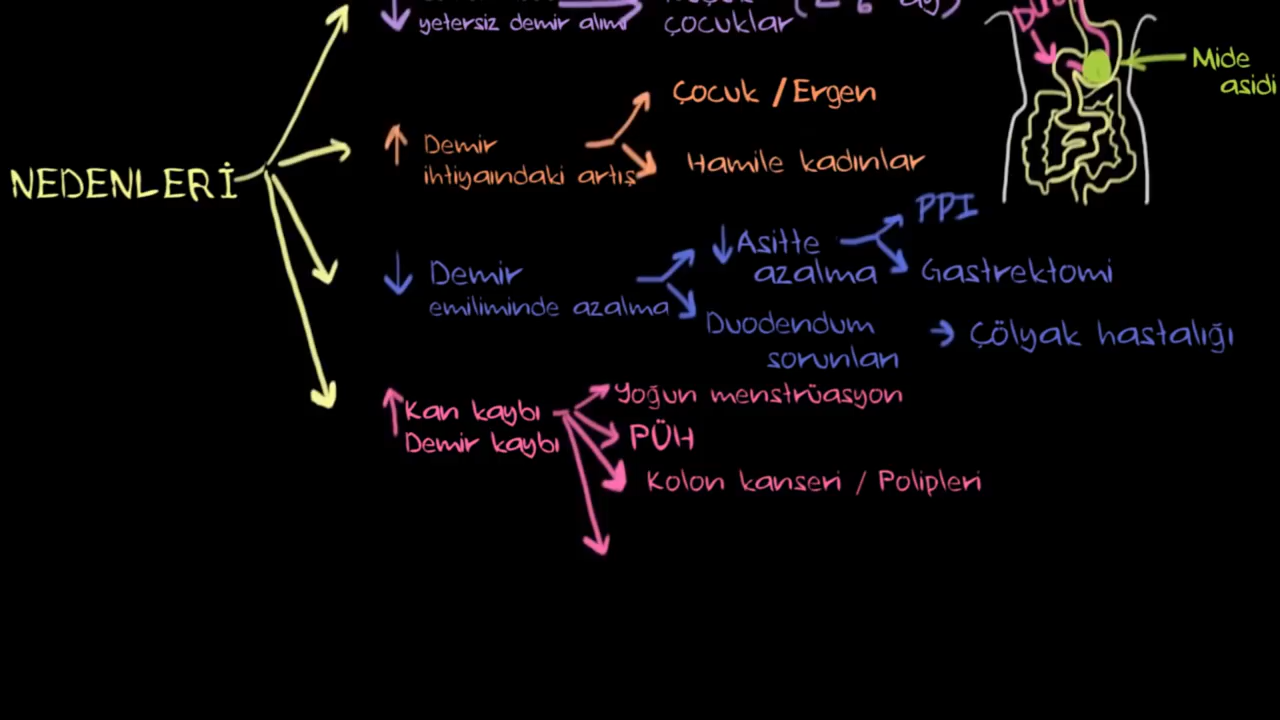 yetersiz demir alımı
çocuklar
Mide
asidi
Çocuk / Ergen
Demir
ihtiyaındaki artış
Hamile kadınlar
NEDENLERİ
PPI
Asitte
azalma
Gastrektomi
Demir
emiliminde azalma
Duodendum
sorunları
Çölyak hastalığı
Kan kaybı
Demir kaybı
Yoğun menstrüasyon
PÜH
Kolon kanseri / Polipleri